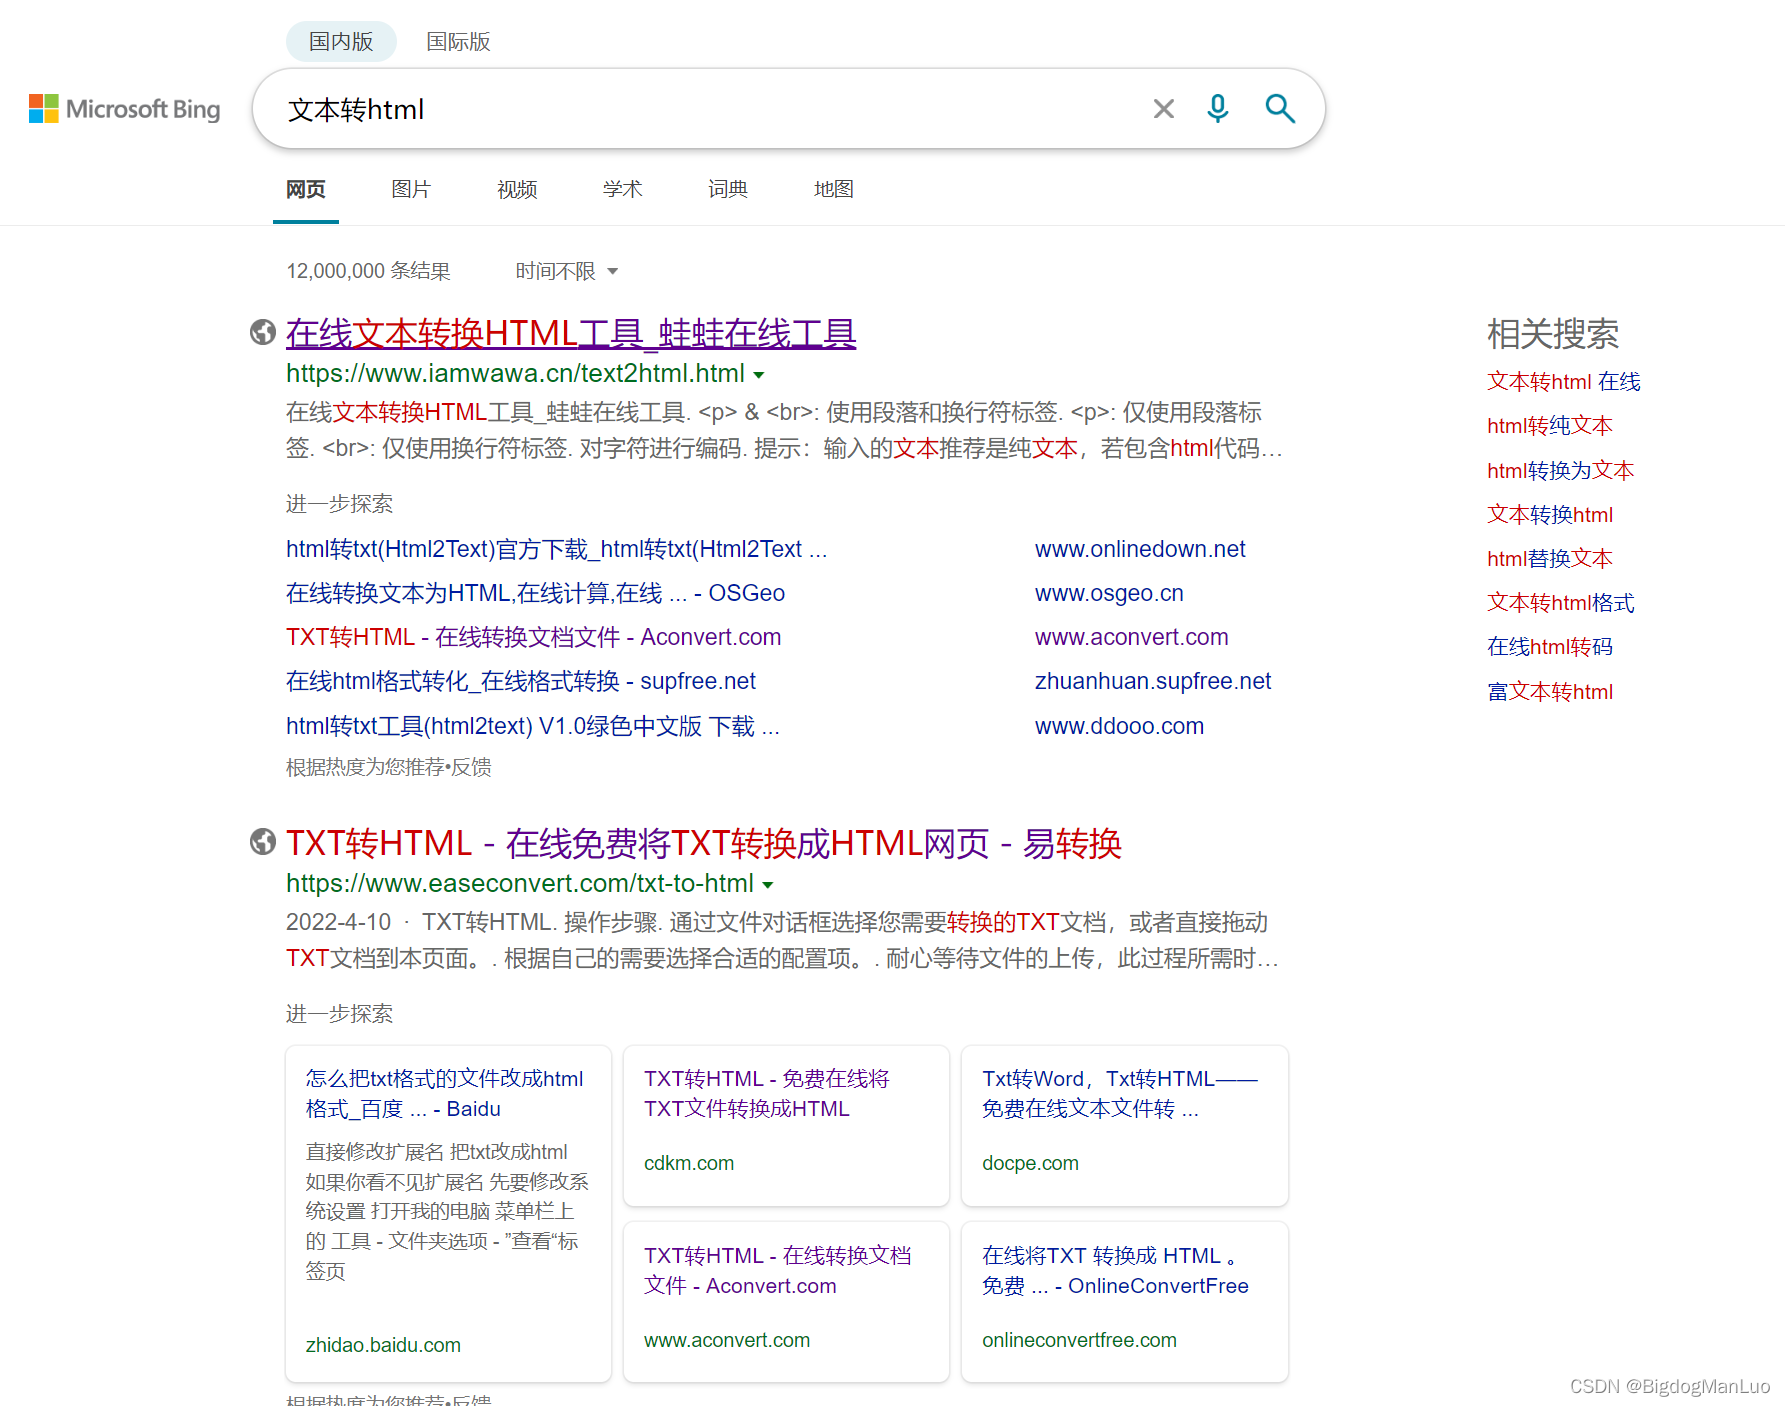 国内版 国际版
Microsoft Bing
文本转html
网页 图片 视频 学术 词典 地图
12,000,000 条结果 时间不限
在线文本转换HTML工具_蛙蛙在线工具
https://www.iamwawa.cn/text2html.html
在线文本转换HTML工具_蛙蛙在线工具. <p> & <br>: 使用段落和换行符标签. <p>: 仅使用段落标
签. <br>: 仅使用换行符标签. 对字符进行编码. 提示：输入的文本推荐是纯文本，若包含html代码…
进一步探索
html转txt(Html2Text)官方下载_html转txt(Html2Text ... www.onlinedown.net
在线转换文本为HTML,在线计算,在线 ... - OSGeo www.osgeo.cn
TXT转HTML - 在线转换文档文件 - Aconvert.com www.aconvert.com
在线html格式转化_在线格式转换 - supfree.net zhuanhuan.supfree.net
html转txt工具(html2text) V1.0绿色中文版 下载 ... www.ddooo.com
根据热度为您推荐•反馈
TXT转HTML - 在线免费将TXT转换成HTML网页 - 易转换
https://www.easeconvert.com/txt-to-html
2022-4-10 · TXT转HTML. 操作步骤. 通过文件对话框选择您需要转换的TXT文档，或者直接拖动
TXT文档到本页面。. 根据自己的需要选择合适的配置项。. 耐心等待文件的上传，此过程所需时…
进一步探索
怎么把txt格式的文件改成html
格式_百度 ... - Baidu
直接修改扩展名 把txt改成html
如果你看不见扩展名 先要修改系
统设置 打开我的电脑 菜单栏上
的 工具 - 文件夹选项 - ”查看“标
签页
zhidao.baidu.com
TXT转HTML - 免费在线将
TXT文件转换成HTML
cdkm.com
Txt转Word，Txt转HTML——
免费在线文本文件转 ...
docpe.com
TXT转HTML - 在线转换文档
文件 - Aconvert.com
www.aconvert.com
在线将TXT 转换成 HTML 。
免费 ... - OnlineConvertFree
onlineconvertfree.com
根据热度为您推荐•反馈
相关搜索
文本转html 在线
html转纯文本
html转换为文本
文本转换html
html替换文本
文本转html格式
在线html转码
富文本转html
CSDN @BigdogManLuo